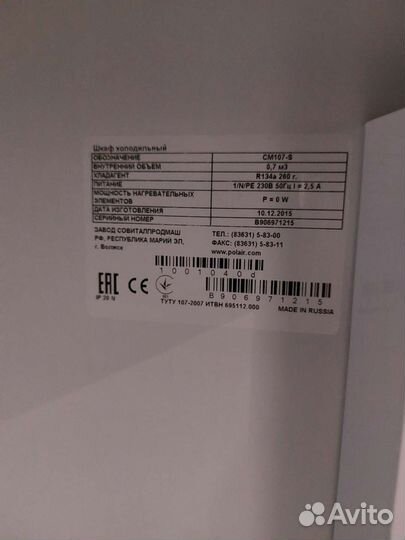 Шкаф холодильный
ОБОЗНАЧЕНИЕ CM107-S
ВНУТРЕННИЙ ОБЪЕМ 0,7 м3
ХЛАДАГЕНТ R134a 260 г.
ПИТАНИЕ 1/N/PE 230В 50Гц I = 2,5 А
МОЩНОСТЬ НАГРЕВАТЕЛЬНЫХ ЭЛЕМЕНТОВ P = 0 W
ДАТА ИЗГОТОВЛЕНИЯ 10.12.2015
СЕРИЙНЫЙ НОМЕР B906971215
ЗАВОД СОВИТАЛПРОДМАШ ТЕЛ.: (83631) 5-83-00
РФ, РЕСПУБЛИКА МАРИЙ ЭЛ, ФАКС: (83631) 5-83-11
г. Волжск www.polair.com
1001040d
EAC CE
B906971215
IP 20 N
ТУТУ 107-2007 ИТВН 695112.000
MADE IN RUSSIA
Avito